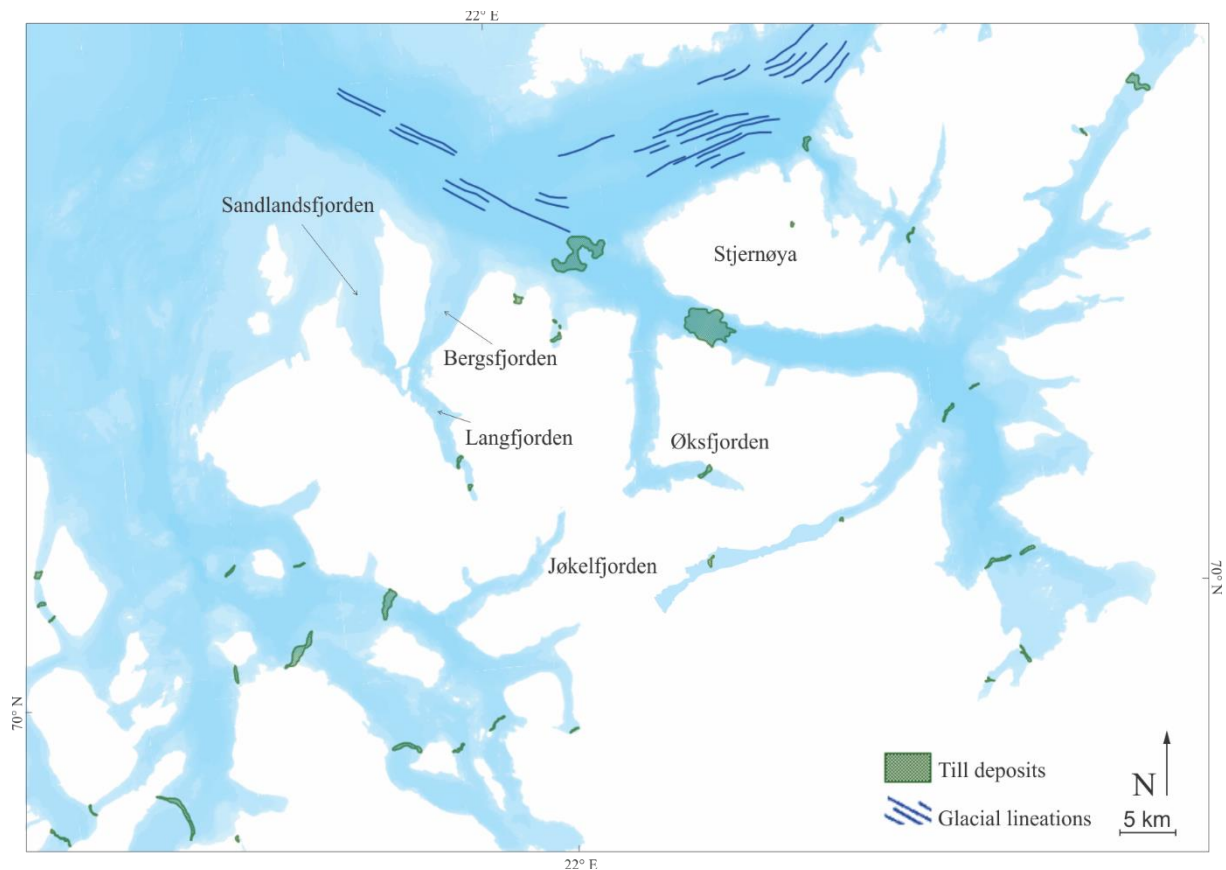 22° E
Sandlandsfjorden
Stjernøya
Bergsfjorden
Langfjorden
Øksfjorden
Jøkelfjorden
70° N
70° N
Till deposits
Glacial lineations
N
5 km
22° E